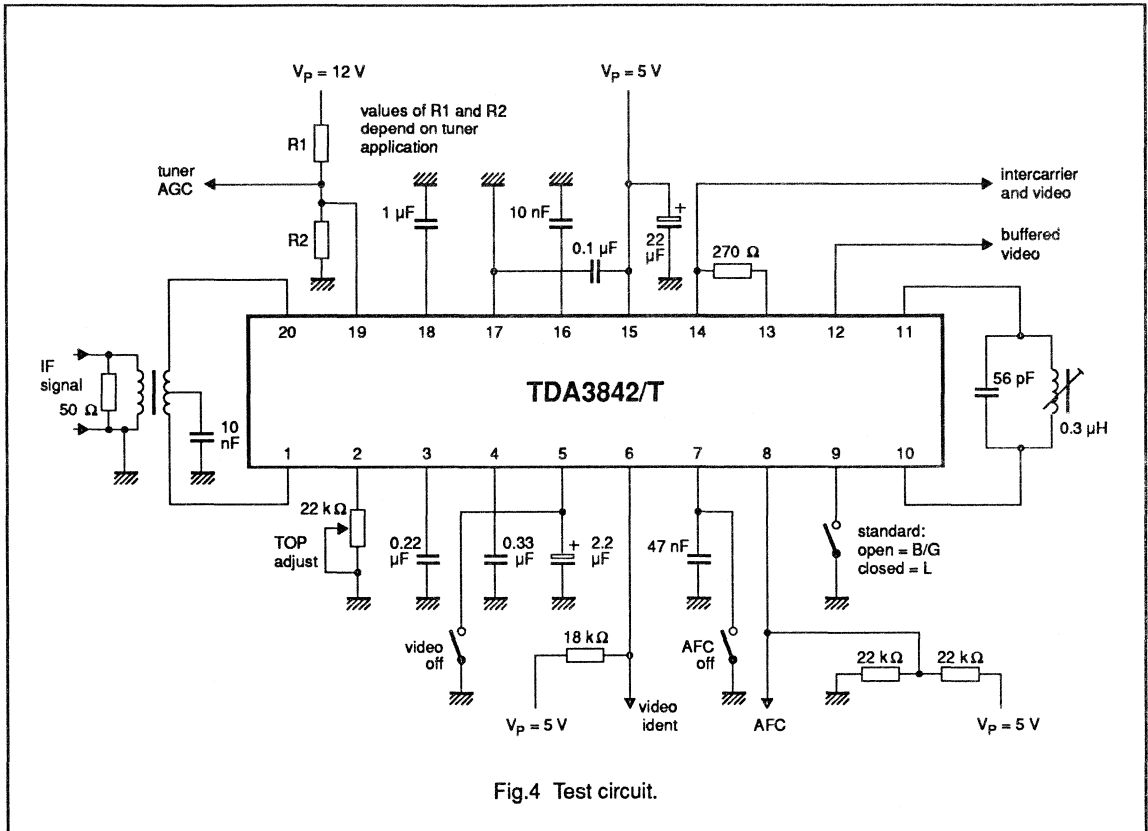 V_P = 12 V
V_P = 5 V
values of R1 and R2
depend on tuner
application
R1
tuner
AGC
R2
1 µF
10 nF
0.1 µF
+
22
µF
270 Ω
intercarrier
and video
buffered
video
20
19
18
17
16
15
14
13
12
11
IF
signal
50 Ω
10
nF
TDA3842/T
56 pF
0.3 µH
1
2
3
4
5
6
7
8
9
10
22 kΩ
TOP
adjust
0.22
µF
0.33
µF
+
2.2
µF
47 nF
standard:
open = B/G
closed = L
video
off
18 kΩ
AFC
off
22 kΩ
22 kΩ
V_P = 5 V
video
ident
AFC
V_P = 5 V
Fig.4 Test circuit.